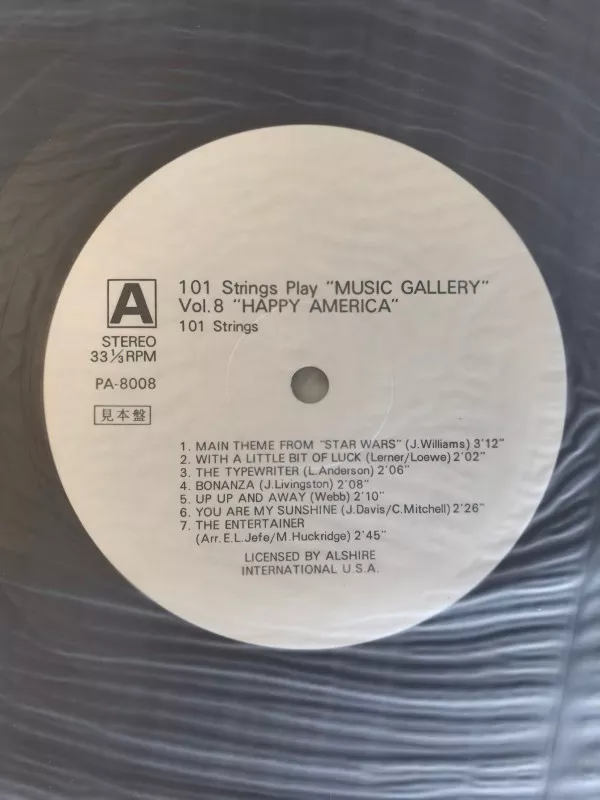 101 Strings Play "MUSIC GALLERY"
Vol.8 "HAPPY AMERICA"
101 Strings
A
STEREO
33⅓RPM
PA-8008
見本盤
1. MAIN THEME FROM "STAR WARS" (J.Williams) 3'12"
2. WITH A LITTLE BIT OF LUCK (Lerner/Loewe) 2'02"
3. THE TYPEWRITER (L.Anderson) 2'06"
4. BONANZA (J.Livingston) 2'08"
5. UP UP AND AWAY (Webb) 2'10"
6. YOU ARE MY SUNSHINE (J.Davis/C.Mitchell) 2'26"
7. THE ENTERTAINER
(Arr.E.L.Jefe/M.Huckridge) 2'45"
LICENSED BY ALSHIRE
INTERNATIONAL U.S.A.